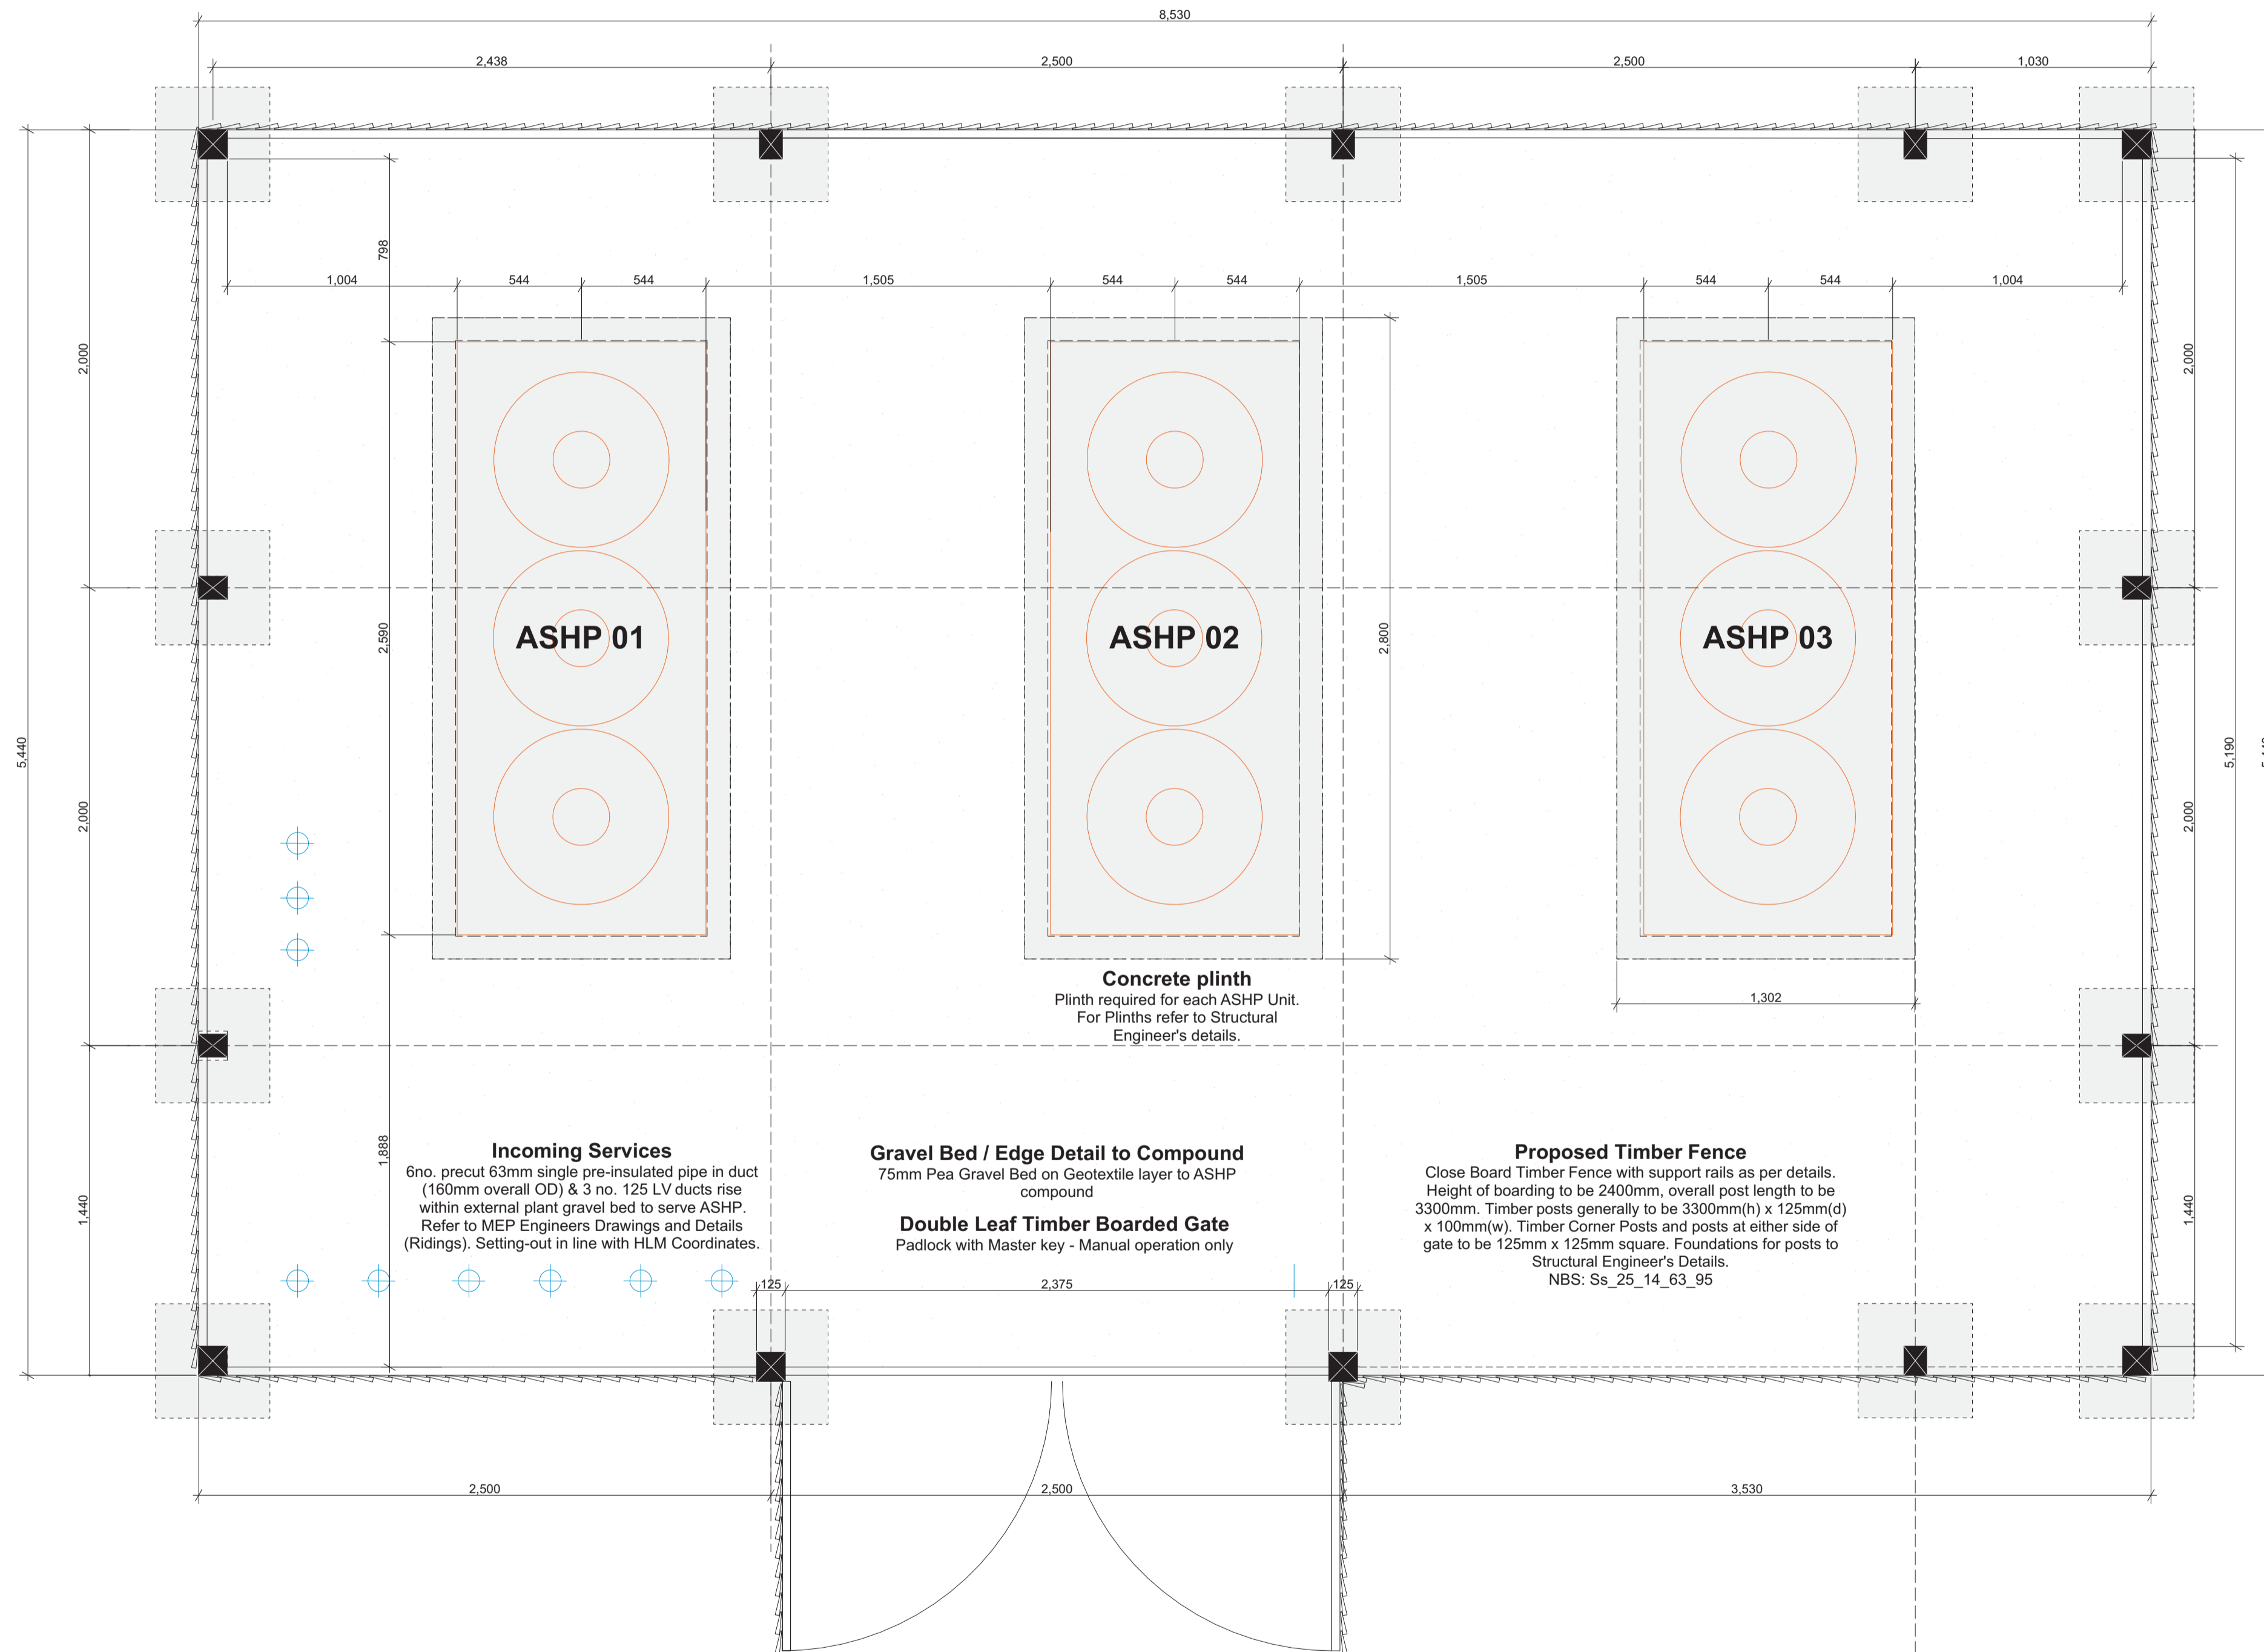 8,530
2,438
2,500
2,500
1,030
798
1,004
544
544
1,505
544
544
1,505
544
544
1,004
2,000
2,000
ASHP 01
ASHP 02
ASHP 03
2,590
2,800
5,440
5,190
2,000
2,000
Concrete plinth
Plinth required for each ASHP Unit.
For Plinths refer to Structural
Engineer's details.
1,302
1,888
1,440
1,440
Incoming Services
6no. precut 63mm single pre-insulated pipe in duct
(160mm overall OD) & 3 no. 125 LV ducts rise
within external plant gravel bed to serve ASHP.
Refer to MEP Engineers Drawings and Details
(Ridings). Setting-out in line with HLM Coordinates.
Gravel Bed / Edge Detail to Compound
75mm Pea Gravel Bed on Geotextile layer to ASHP
compound
Double Leaf Timber Boarded Gate
Padlock with Master key - Manual operation only
Proposed Timber Fence
Close Board Timber Fence with support rails as per details.
Height of boarding to be 2400mm, overall post length to be
3300mm. Timber posts generally to be 3300mm(h) x 125mm(d)
x 100mm(w). Timber Corner Posts and posts at either side of
gate to be 125mm x 125mm square. Foundations for posts to
Structural Engineer's Details.
NBS: Ss_25_14_63_95
125
2,375
125
2,500
2,500
3,530